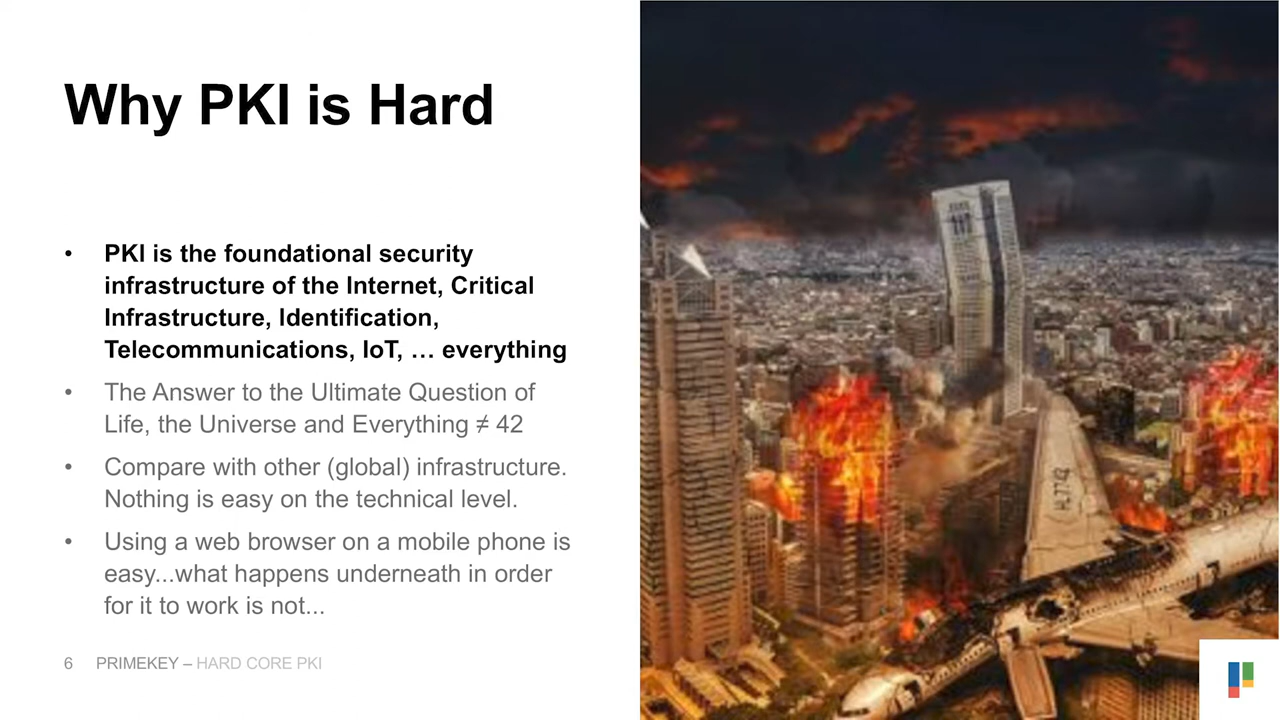 Why PKI is Hard
• PKI is the foundational security
infrastructure of the Internet, Critical
Infrastructure, Identification,
Telecommunications, IoT, … everything
• The Answer to the Ultimate Question of
Life, the Universe and Everything ≠ 42
• Compare with other (global) infrastructure.
Nothing is easy on the technical level.
• Using a web browser on a mobile phone is
easy...what happens underneath in order
for it to work is not...
6 PRIMEKEY – HARD CORE PKI